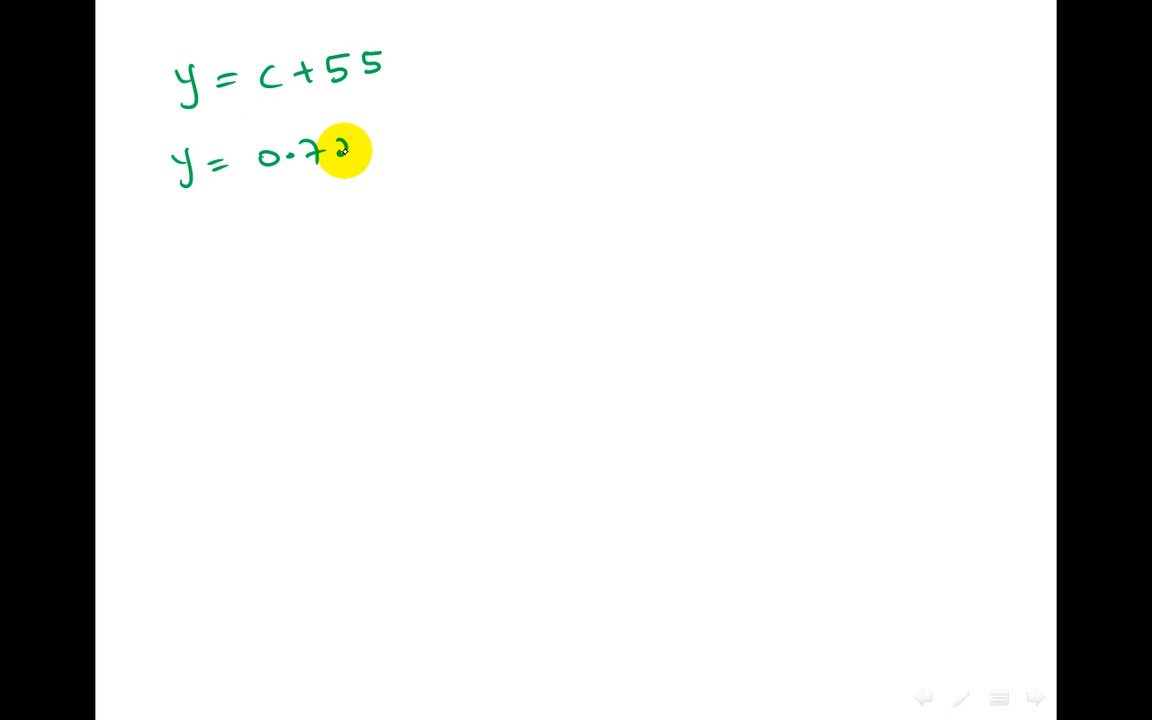 y = c + 55
y = 0.7